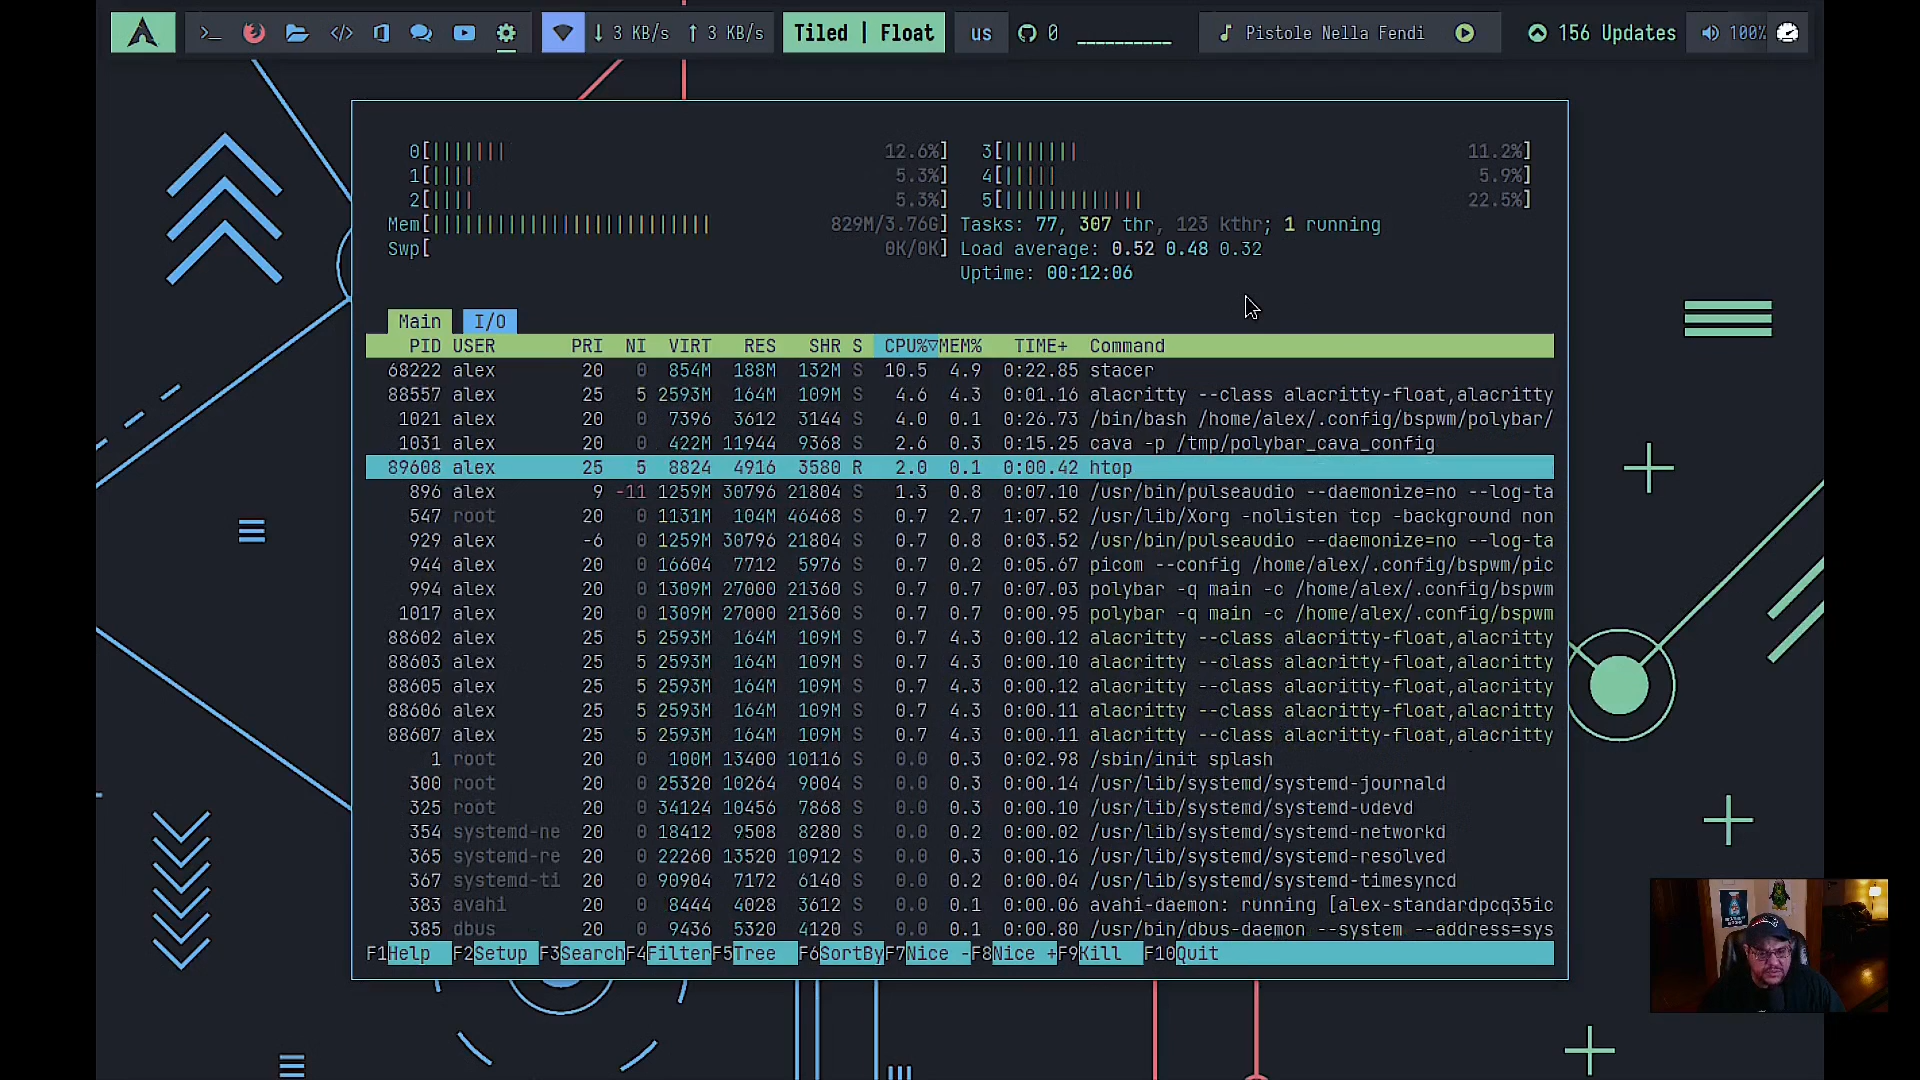 >_ </> ↓ 3 KB/s ↑ 3 KB/s Tiled | Float us 0 __________ Pistole Nella Fendi 156 Updates 100%
0[||||||| 12.6%] 3[||||||| 11.2%]
1[|||| 5.3%] 4[||||| 5.9%]
2[|||| 5.3%] 5[||||||||||||| 22.5%]
Mem[|||||||||||||||||||||||||| 829M/3.76G] Tasks: 77, 307 thr, 123 kthr; 1 running
Swp[ 0K/0K] Load average: 0.52 0.48 0.32
Uptime: 00:12:06
Main I/O
PID USER PRI NI VIRT RES SHR S CPU%▽MEM% TIME+ Command
68222 alex 20 0 854M 188M 132M S 10.5 4.9 0:22.85 stacer
88557 alex 25 5 2593M 164M 109M S 4.6 4.3 0:01.16 alacritty --class alacritty-float,alacritty
1021 alex 20 0 7396 3612 3144 S 4.0 0.1 0:26.73 /bin/bash /home/alex/.config/bspwm/polybar/
1031 alex 20 0 422M 11944 9368 S 2.6 0.3 0:15.25 cava -p /tmp/polybar_cava_config
89608 alex 25 5 8824 4916 3580 R 2.0 0.1 0:00.42 htop
896 alex 9 -11 1259M 30796 21804 S 1.3 0.8 0:07.10 /usr/bin/pulseaudio --daemonize=no --log-ta
547 root 20 0 1131M 104M 46468 S 0.7 2.7 1:07.52 /usr/lib/Xorg -nolisten tcp -background non
929 alex -6 0 1259M 30796 21804 S 0.7 0.8 0:03.52 /usr/bin/pulseaudio --daemonize=no --log-ta
944 alex 20 0 16604 7712 5976 S 0.7 0.2 0:05.67 picom --config /home/alex/.config/bspwm/pic
994 alex 20 0 1309M 27000 21360 S 0.7 0.7 0:07.03 polybar -q main -c /home/alex/.config/bspwm
1017 alex 20 0 1309M 27000 21360 S 0.7 0.7 0:00.95 polybar -q main -c /home/alex/.config/bspwm
88602 alex 25 5 2593M 164M 109M S 0.7 4.3 0:00.12 alacritty --class alacritty-float,alacritty
88603 alex 25 5 2593M 164M 109M S 0.7 4.3 0:00.10 alacritty --class alacritty-float,alacritty
88605 alex 25 5 2593M 164M 109M S 0.7 4.3 0:00.12 alacritty --class alacritty-float,alacritty
88606 alex 25 5 2593M 164M 109M S 0.7 4.3 0:00.11 alacritty --class alacritty-float,alacritty
88607 alex 25 5 2593M 164M 109M S 0.7 4.3 0:00.11 alacritty --class alacritty-float,alacritty
1 root 20 0 100M 13400 10116 S 0.0 0.3 0:02.98 /sbin/init splash
300 root 20 0 25320 10264 9004 S 0.0 0.3 0:00.14 /usr/lib/systemd/systemd-journald
325 root 20 0 34124 10456 7868 S 0.0 0.3 0:00.10 /usr/lib/systemd/systemd-udevd
354 systemd-ne 20 0 18412 9508 8280 S 0.0 0.2 0:00.02 /usr/lib/systemd/systemd-networkd
365 systemd-re 20 0 22260 13520 10912 S 0.0 0.3 0:00.16 /usr/lib/systemd/systemd-resolved
367 systemd-ti 20 0 90904 7172 6140 S 0.0 0.2 0:00.04 /usr/lib/systemd/systemd-timesyncd
383 avahi 20 0 8444 4028 3612 S 0.0 0.1 0:00.06 avahi-daemon: running [alex-standardpcq35ic
385 dbus 20 0 9436 5320 4120 S 0.0 0.1 0:00.80 /usr/bin/dbus-daemon --system --address=sys
F1Help F2Setup F3SearchF4FilterF5Tree F6SortByF7Nice -F8Nice +F9Kill F10Quit